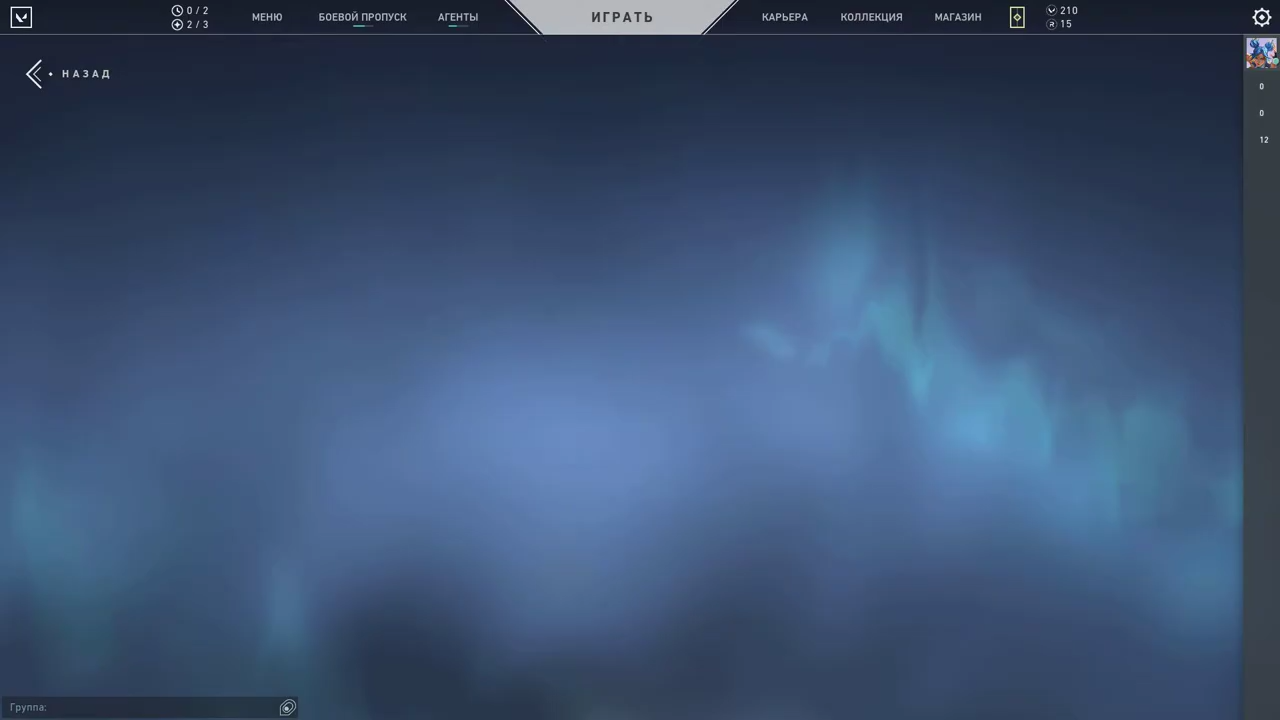 0 / 2
2 / 3
МЕНЮ
БОЕВОЙ ПРОПУСК
АГЕНТЫ
ИГРАТЬ
КАРЬЕРА
КОЛЛЕКЦИЯ
МАГАЗИН
210
15
НАЗАД
0
0
12
Группа: